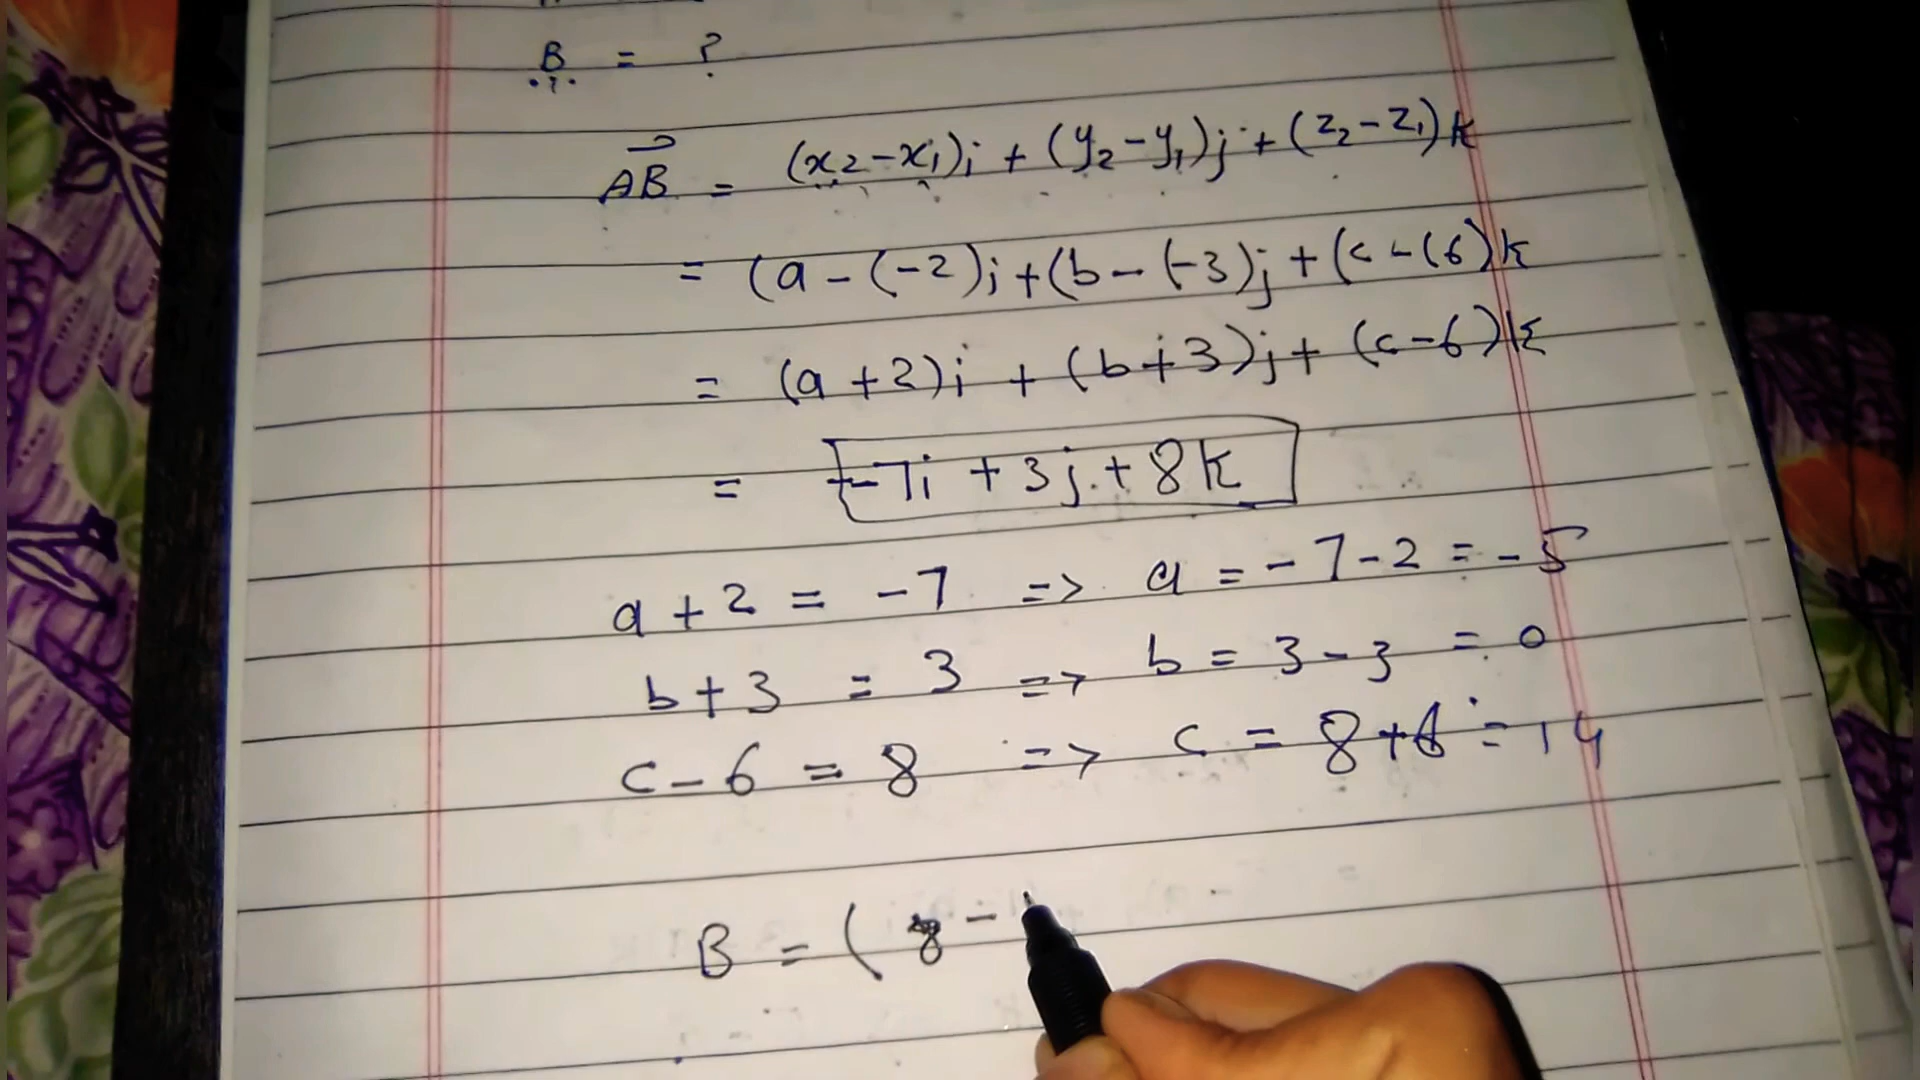 B = ?
AB = (x2-x1)i + (y2-y1)j + (z2-z1)k
= (a-(-2)i+(b-(-3)j+(c-(6)k
= (a+2)i + (b+3)j+ (c-6)k
= -7i + 3j + 8k
a+2 = -7 => a = -7-2 = -5
b+3 = 3 => b = 3-3 = 0
c-6 = 8 => c = 8+6 = 14
B = ( -